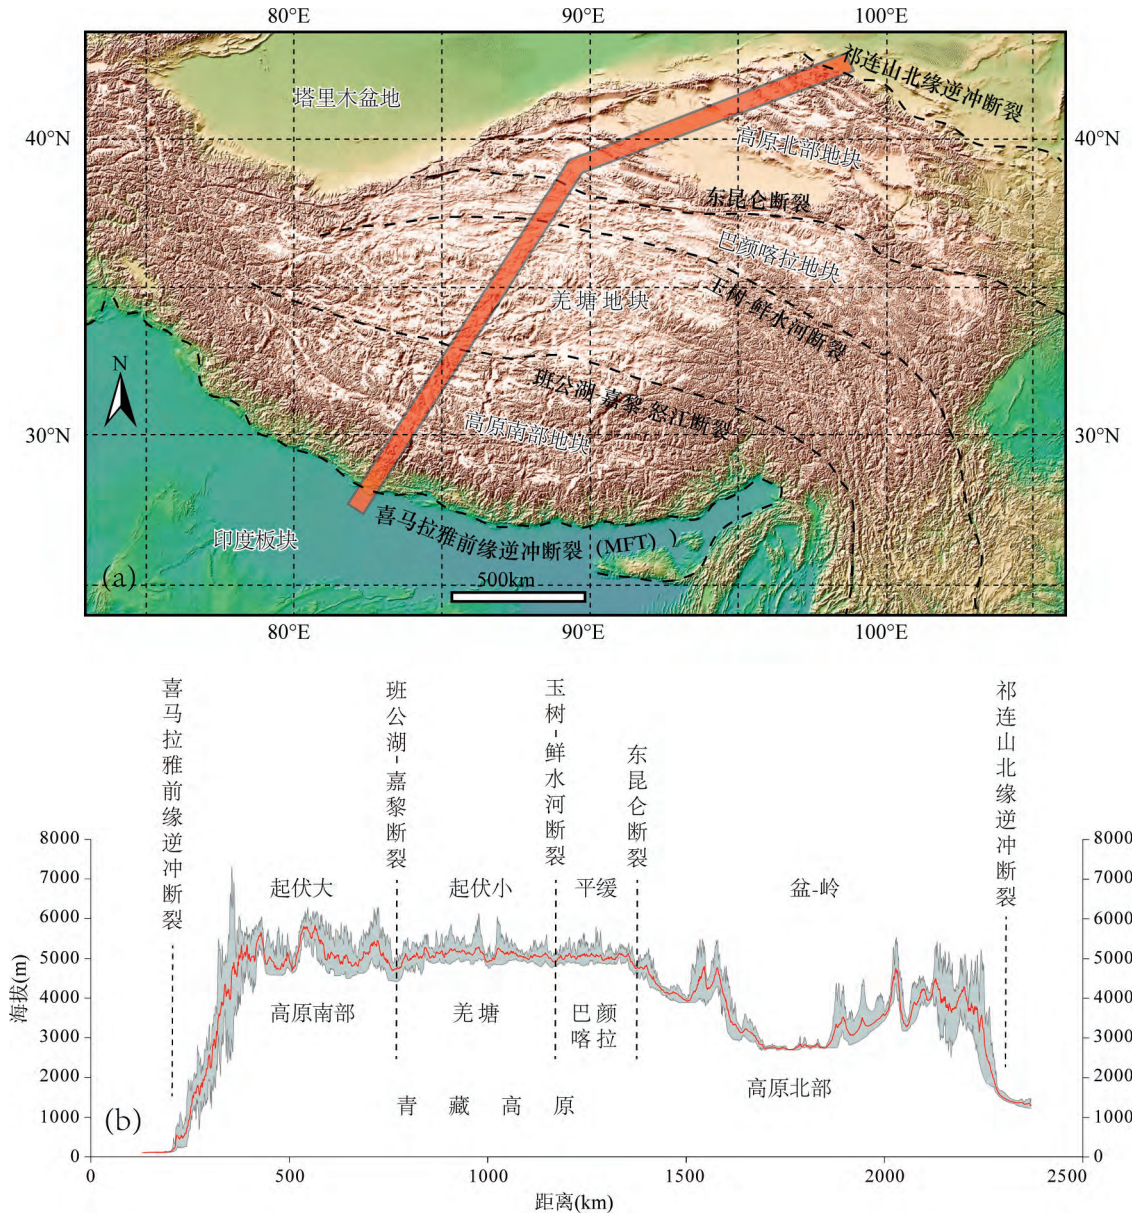 80°E 90°E 100°E
祁连山北缘逆冲断裂
塔里木盆地
40°N 40°N
高原北部地块
东昆仑断裂
巴颜喀拉地块
玉树 鲜水河断裂
羌塘地块
N
班公湖 嘉黎 怒江断裂
高原南部地块
30°N 30°N
喜马拉雅前缘逆冲断裂（MFT）)
印度板块
(a)
500km
80°E 90°E 100°E
喜马拉雅前缘逆冲断裂
班公湖-嘉黎断裂
玉树-鲜水河断裂
东昆仑断裂
祁连山北缘逆冲断裂
8000 8000
7000 7000
6000 6000
5000 5000
4000 4000
3000 3000
2000 2000
1000 1000
0 0
海拔(m)
起伏大 起伏小 平缓 盆-岭
高原南部 羌塘 巴颜
喀拉
高原北部
青藏高原
(b)
0 500 1000 1500 2000 2500
距离(km)